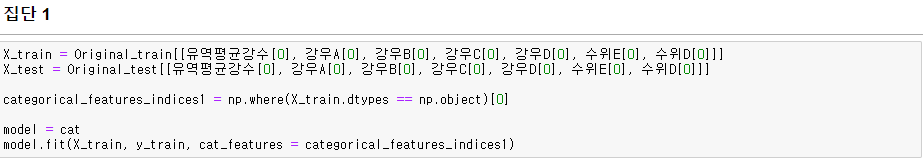 집단 1
X_train = Original_train[[유역평균강수[0], 강우A[0], 강우B[0], 강우C[0], 강우D[0], 수위E[0], 수위D[0]]]
X_test = Original_test[[유역평균강수[0], 강우A[0], 강우B[0], 강우C[0], 강우D[0], 수위E[0], 수위D[0]]]
categorical_features_indices1 = np.where(X_train.dtypes == np.object)[0]
model = cat
model.fit(X_train, y_train, cat_features = categorical_features_indices1)